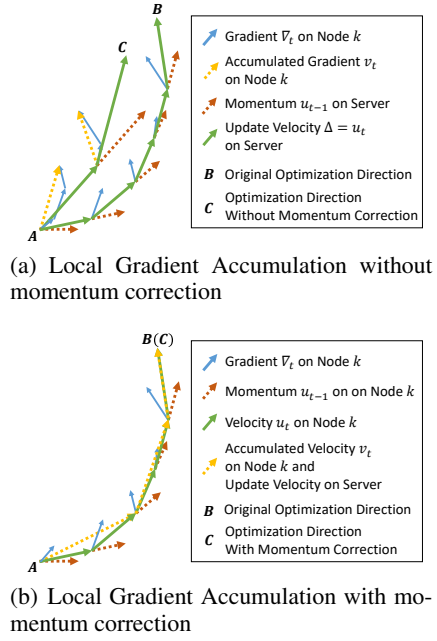 B
C
A
Gradient ∇̄ₜ on Node k
Accumulated Gradient vₜ
on Node k
Momentum uₜ₋₁ on Server
Update Velocity Δ = uₜ
on Server
B Original Optimization Direction
C Optimization Direction
Without Momentum Correction
(a) Local Gradient Accumulation without
momentum correction
B(C)
A
Gradient ∇̄ₜ on Node k
Momentum uₜ₋₁ on on Node k
Velocity uₜ on Node k
Accumulated Velocity vₜ
on Node k and
Update Velocity on Server
B Original Optimization Direction
C Optimization Direction
With Momentum Correction
(b) Local Gradient Accumulation with mo-
mentum correction